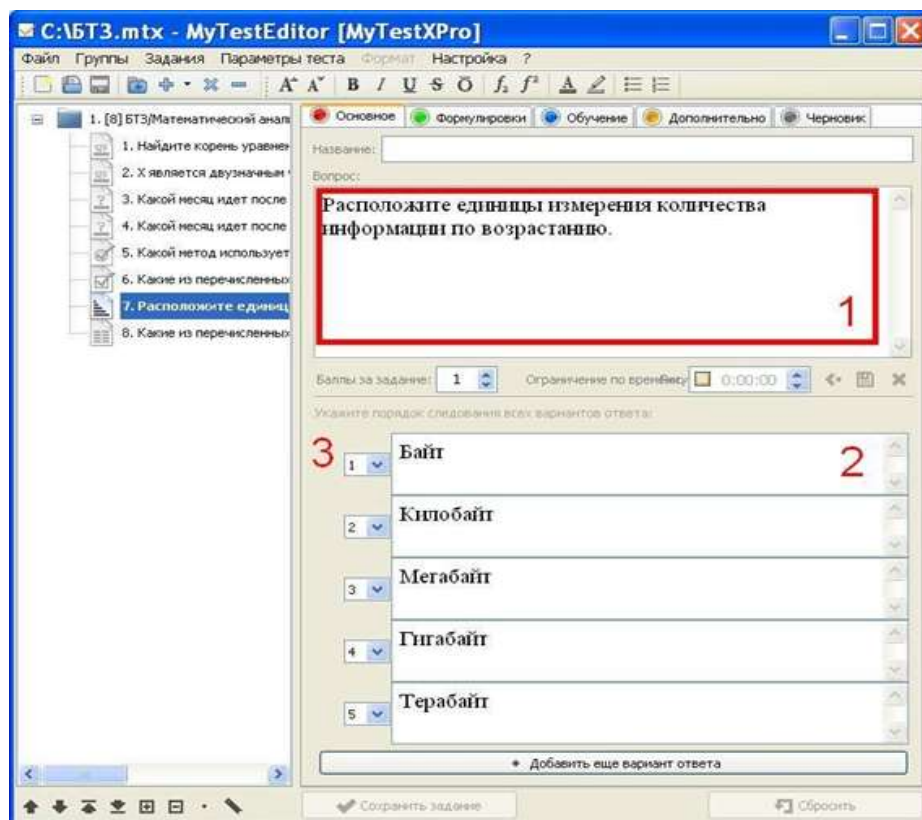 C:\БТЗ.mtx - MyTestEditor [MyTestXPro]
Файл Группы Задания Параметры теста Формат Настройка ?
1. [8] БТЗ/Математический анал
1. Найдите корень уравнен
2. X является двузначным
3. Какой месяц идет после
4. Какой месяц идет после
5. Какой метод использует
6. Какие из перечисленных
7. Расположите единиц
8. Какие из перечисленных
Основное Формулировки Обучение Дополнительно Черновик
Название:
Вопрос:
Расположите единицы измерения количества
информации по возрастанию.
1
Баллы за задание: 1 Ограничение по 0:00:00
Укажите порядок следования всех вариантов ответа:
3
1 Байт
2
2 Килобайт
3 Мегабайт
4 Гигабайт
5 Терабайт
Добавить еще вариант ответа
Сохранить задание Сбросить